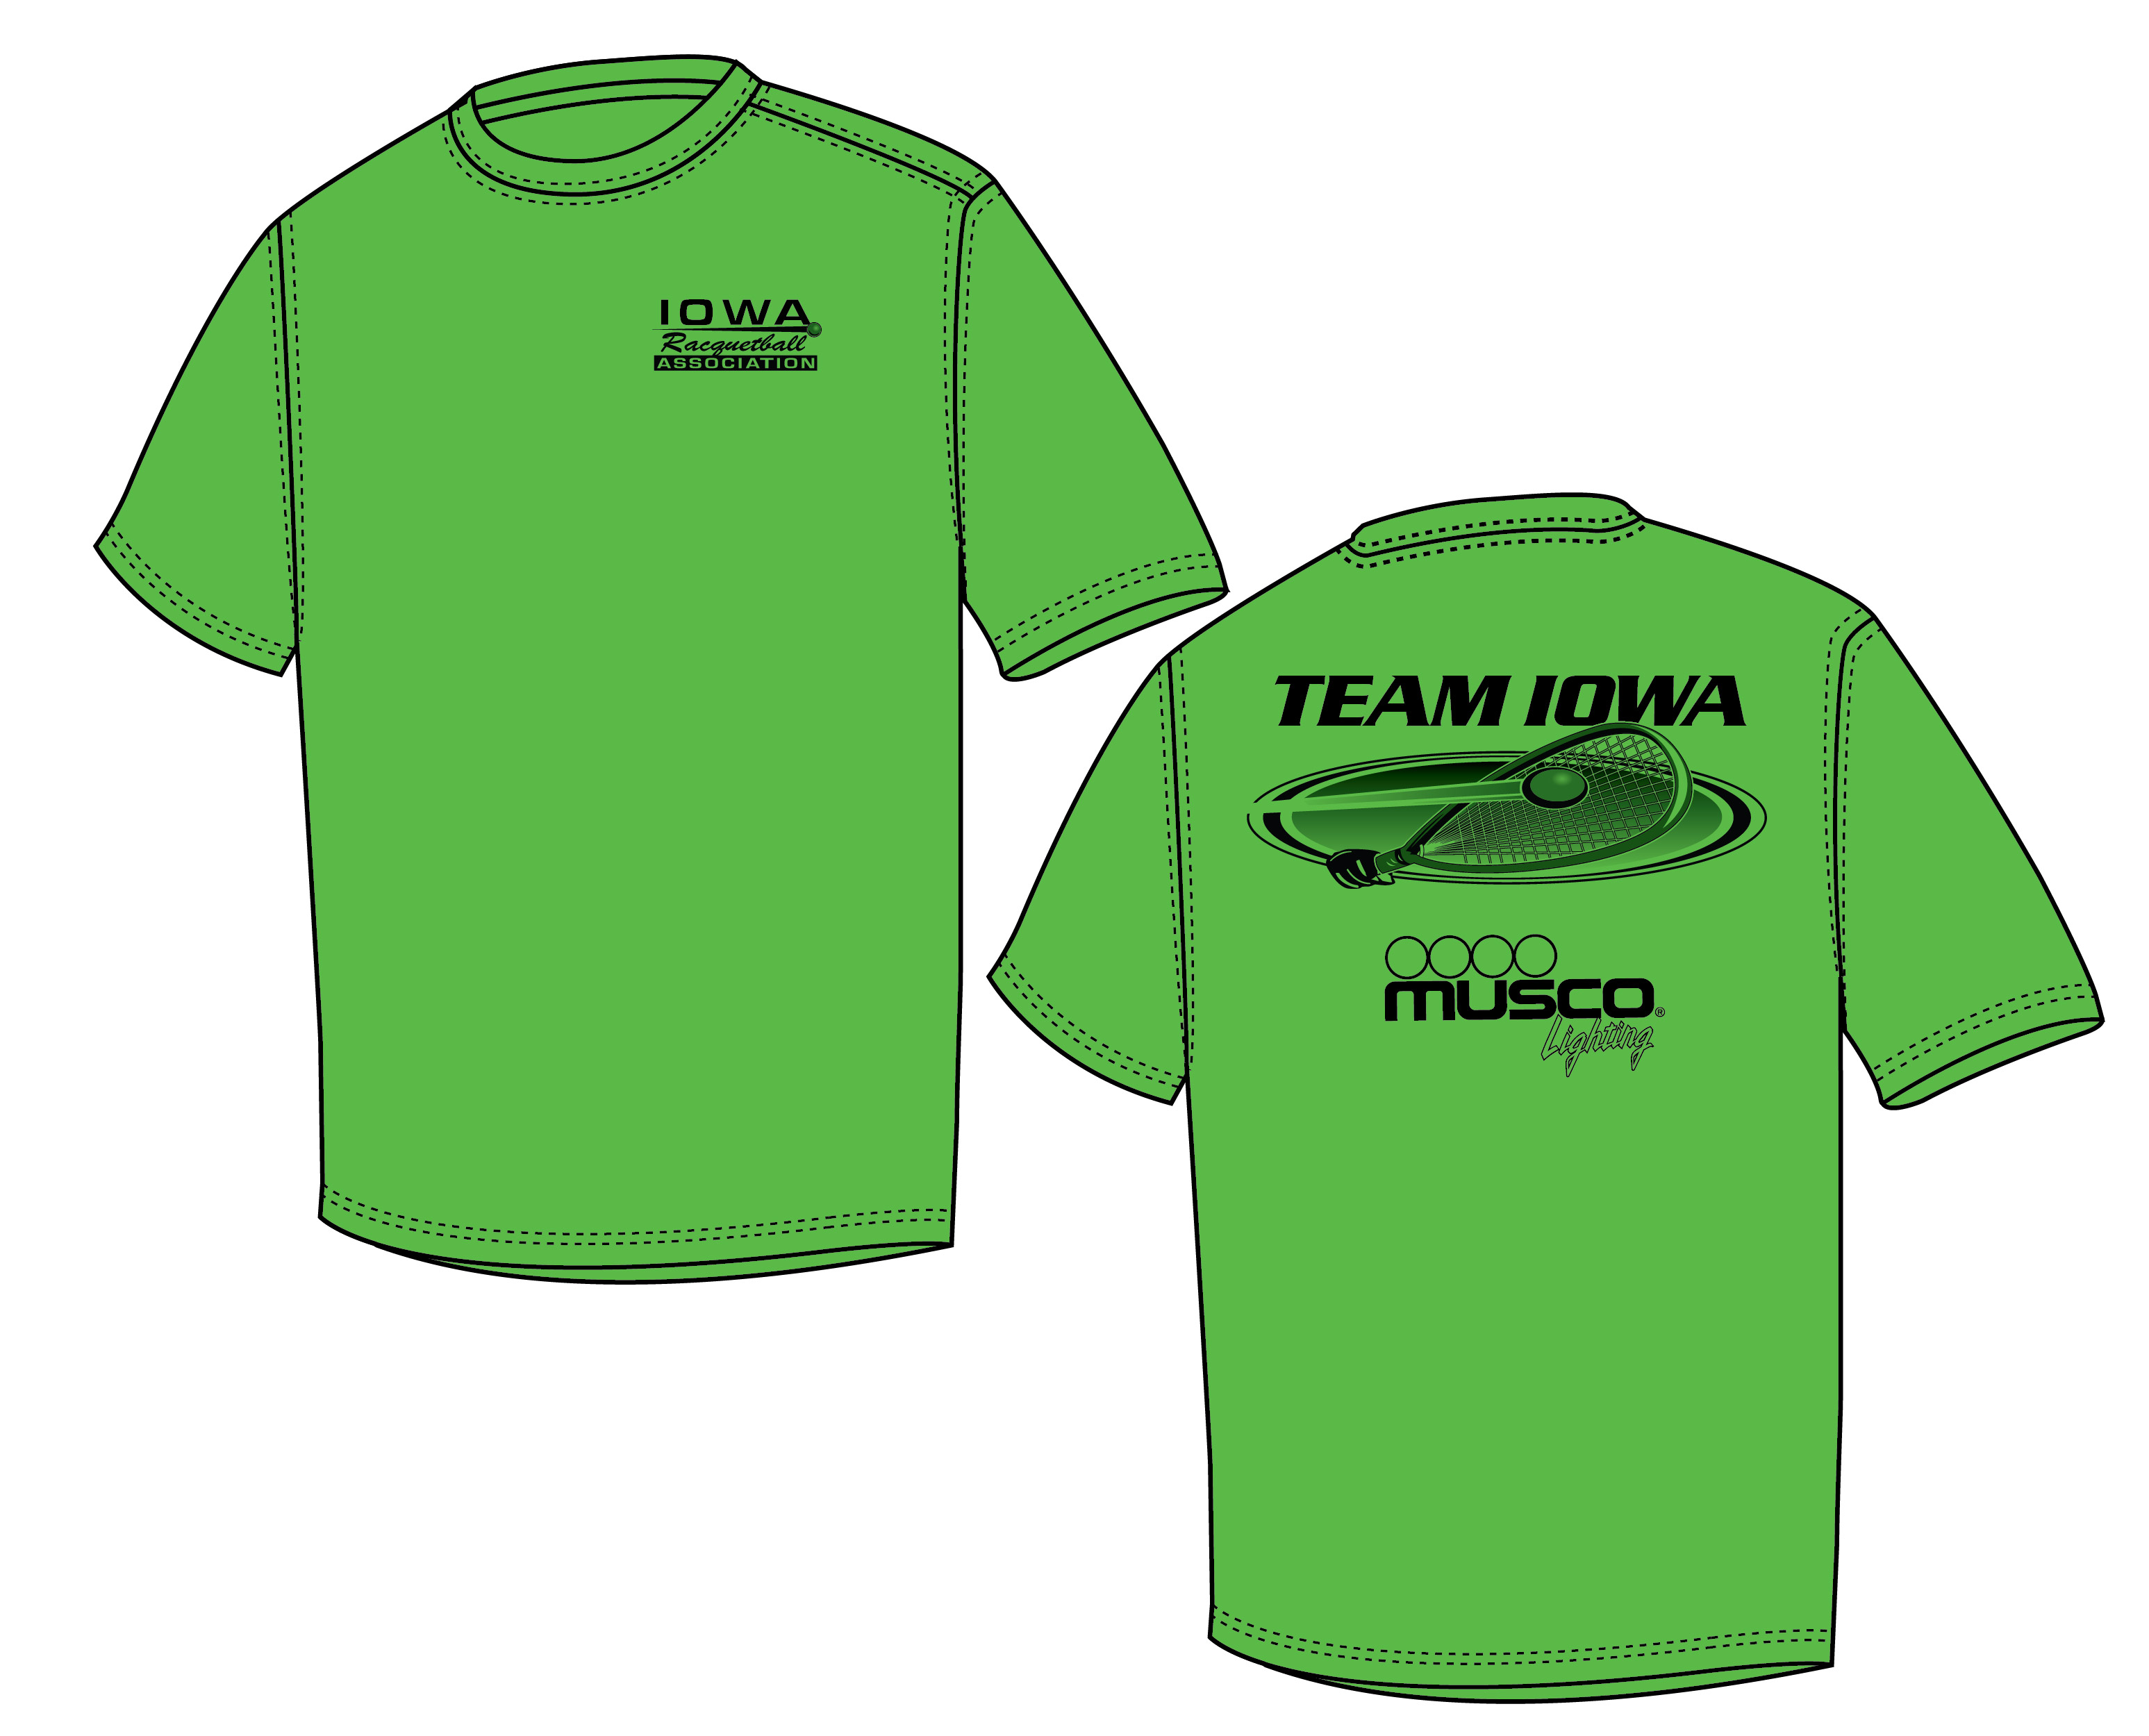 IOWA
Racquetball
ASSOCIATION
TEAM IOWA
musco®
Lighting